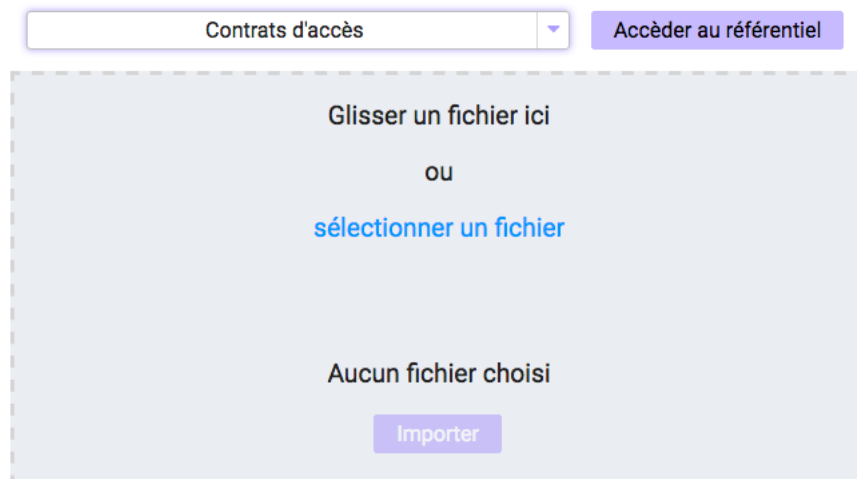 Contrats d'accès
Accèder au référentiel
Glisser un fichier ici
ou
sélectionner un fichier
Aucun fichier choisi
Importer